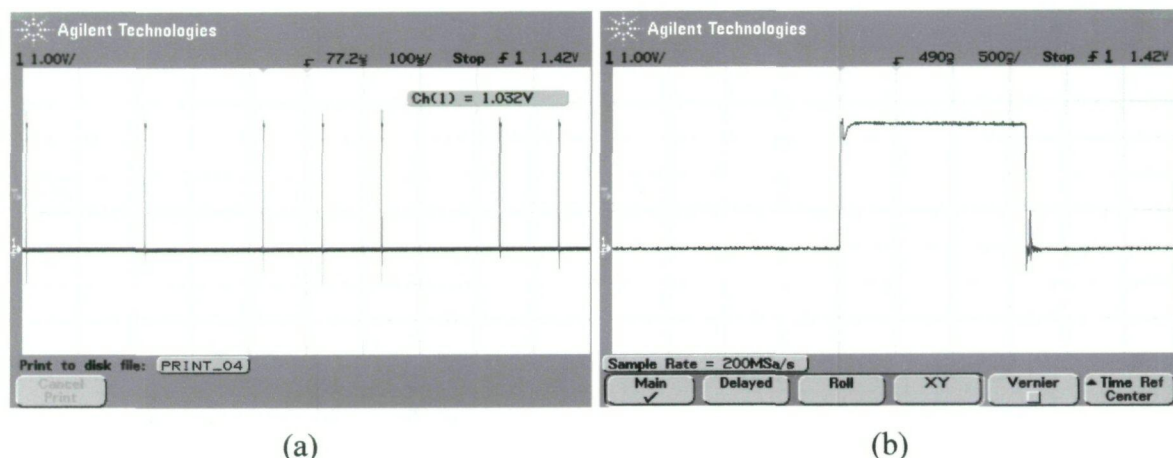 Agilent Technologies
1 1.00V/ 77.2 100 / Stop 1 1.42V
Ch(1) = 1.032V
Print to disk file: PRINT_04
Cancel Print
(a)
Agilent Technologies
1 1.00V/ 490 500 / Stop 1 1.42V
Sample Rate = 200MSa/s
Main Delayed Roll XY Vernier Time Ref Center
(b)